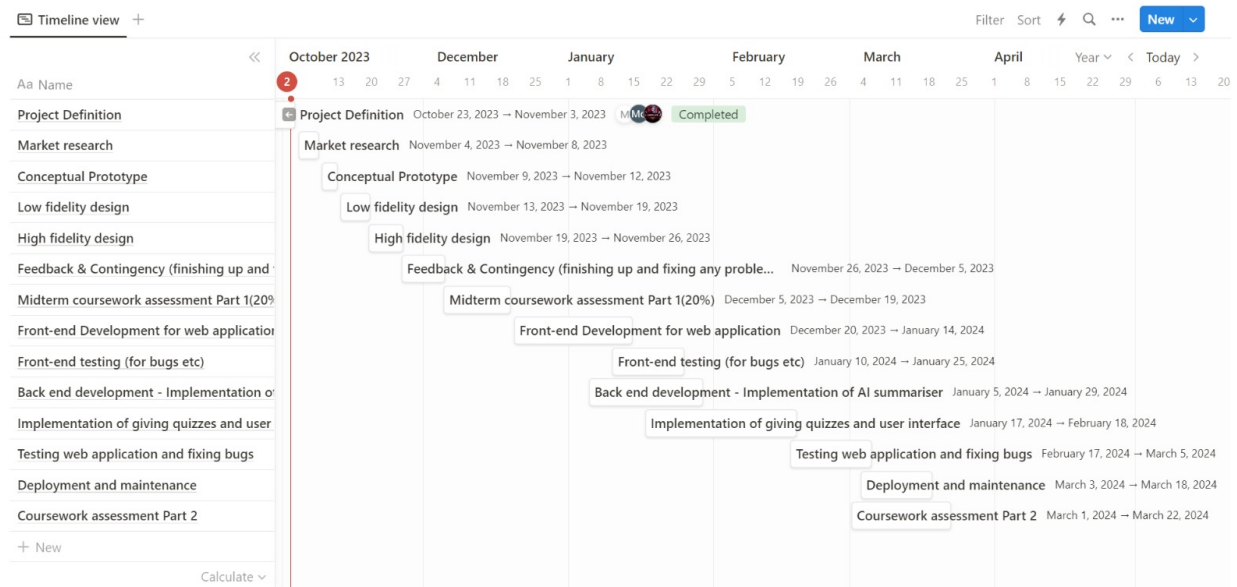 Timeline view
Filter Sort New
October 2023 December January February March April Year Today
Aa Name
2 13 20 27 4 11 18 25 1 8 15 22 29 5 12 19 26 4 11 18 25 1 8 15 22 29 6 13 20
Project Definition Project Definition October 23, 2023 → November 3, 2023 M Mc Completed
Market research Market research November 4, 2023 → November 8, 2023
Conceptual Prototype Conceptual Prototype November 9, 2023 → November 12, 2023
Low fidelity design Low fidelity design November 13, 2023 → November 19, 2023
High fidelity design High fidelity design November 19, 2023 → November 26, 2023
Feedback & Contingency (finishing up and Feedback & Contingency (finishing up and fixing any proble... November 26, 2023 → December 5, 2023
Midterm coursework assessment Part 1(20% Midterm coursework assessment Part 1(20%) December 5, 2023 → December 19, 2023
Front-end Development for web application Front-end Development for web application December 20, 2023 → January 14, 2024
Front-end testing (for bugs etc) Front-end testing (for bugs etc) January 10, 2024 → January 25, 2024
Back end development - Implementation of Back end development - Implementation of AI summariser January 5, 2024 → January 29, 2024
Implementation of giving quizzes and user Implementation of giving quizzes and user interface January 17, 2024 → February 18, 2024
Testing web application and fixing bugs Testing web application and fixing bugs February 17, 2024 → March 5, 2024
Deployment and maintenance Deployment and maintenance March 3, 2024 → March 18, 2024
Coursework assessment Part 2 Coursework assessment Part 2 March 1, 2024 → March 22, 2024
+ New
Calculate